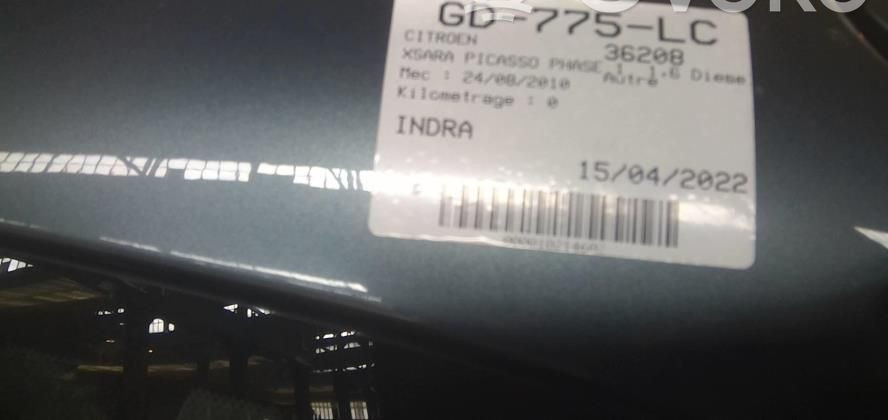 GD-775-LC
CITROEN 36208
XSARA PICASSO PHASE 1 1.6 Diese
Mec : 24/08/2010 Autre
Kilometrage : 0
INDRA
15/04/2022